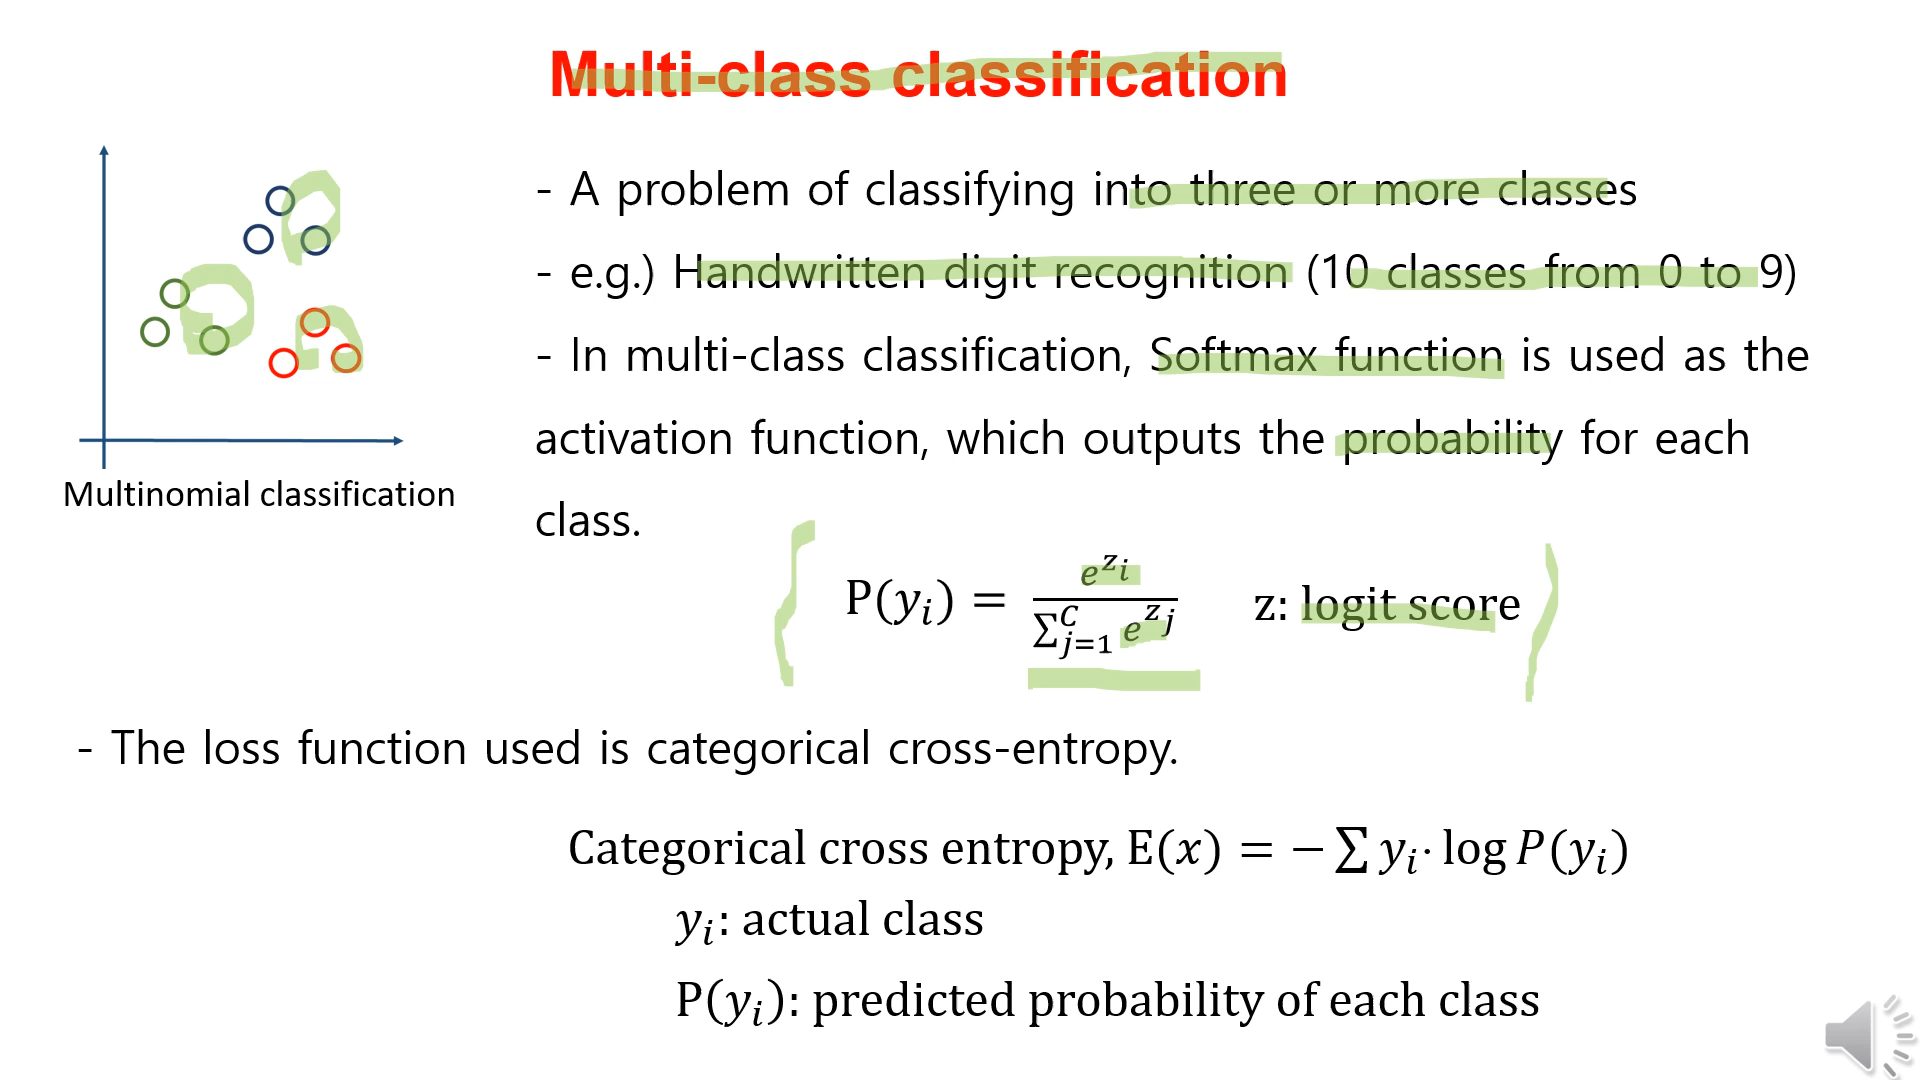 Multi-class classification
- A problem of classifying into three or more classes
- e.g.) Handwritten digit recognition (10 classes from 0 to 9)
- In multi-class classification, Softmax function is used as the
activation function, which outputs the probability for each
class.
Multinomial classification
P(y_i) = e^{z_i} / ∑_{j=1}^{C} e^{z_j}   z: logit score
- The loss function used is categorical cross-entropy.
Categorical cross entropy, E(x) = − ∑ y_i· log P(y_i)
y_i: actual class
P(y_i): predicted probability of each class